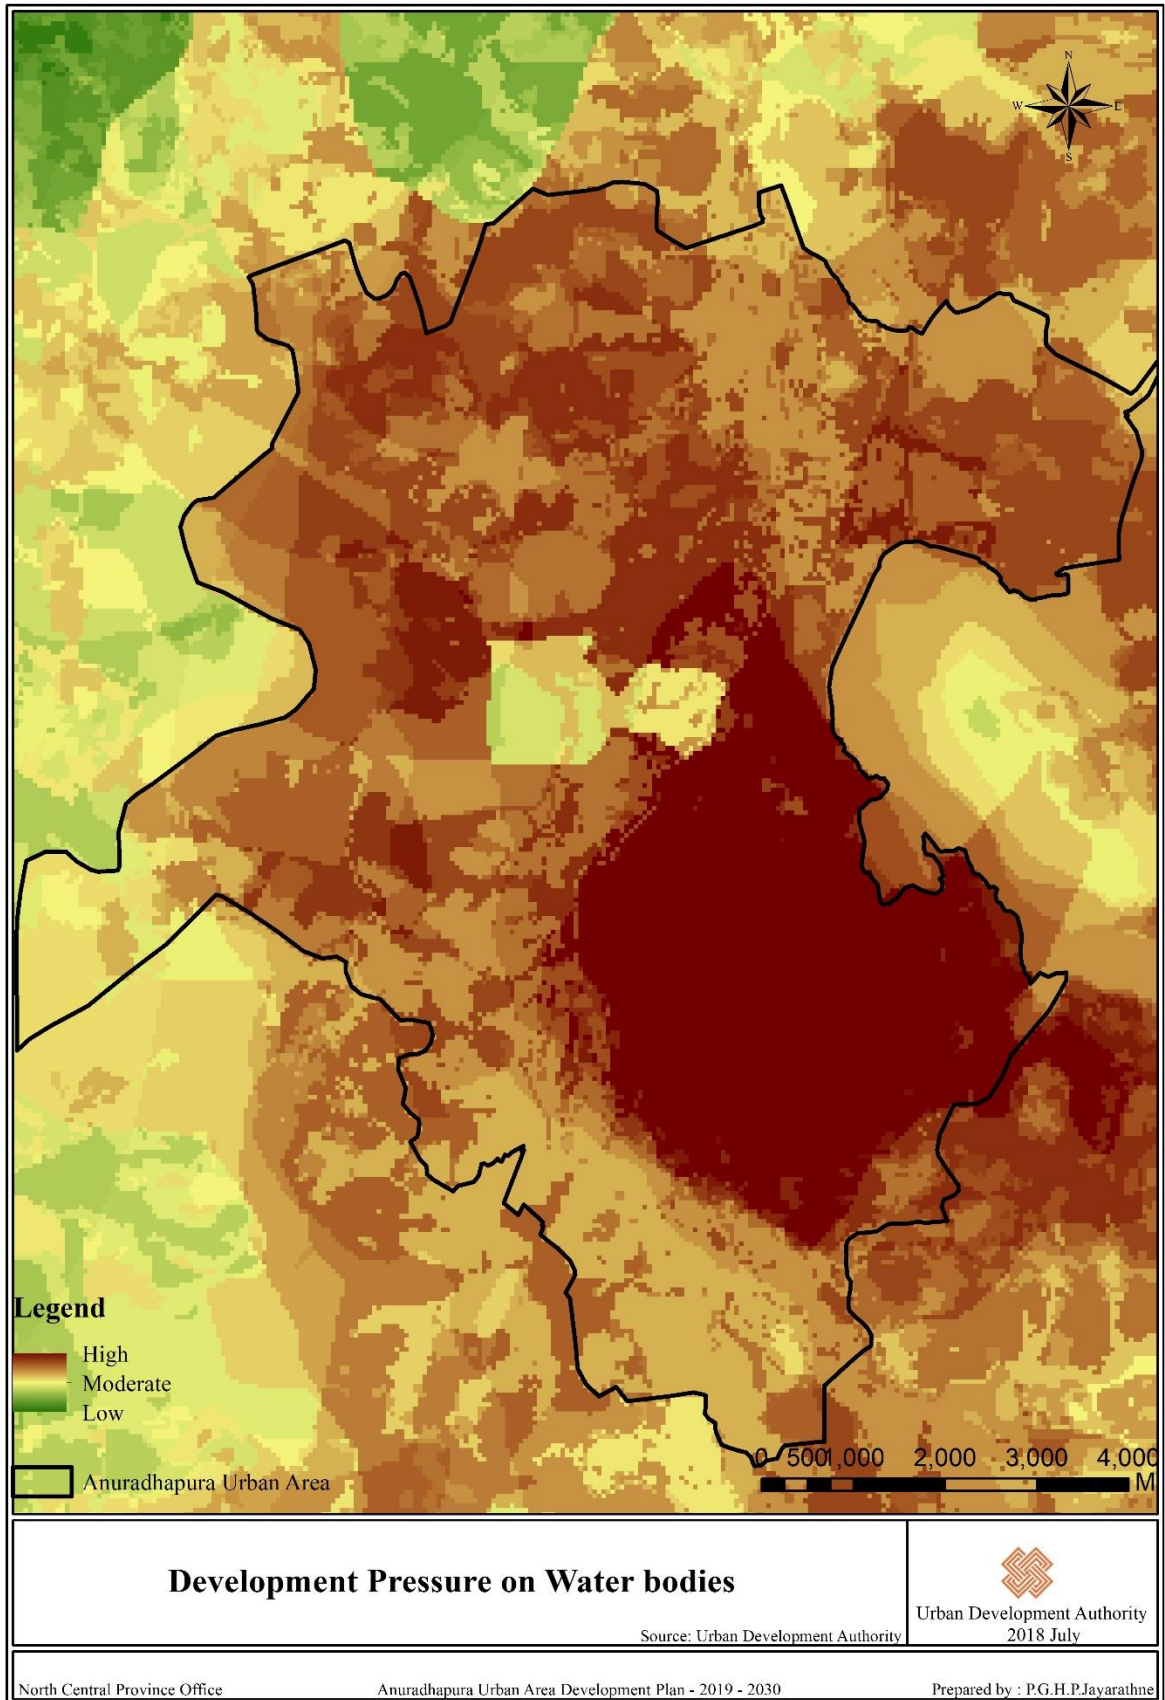 N
W E
S
Legend
High
Moderate
Low
Anuradhapura Urban Area
0 500 1,000 2,000 3,000 4,000
M
Development Pressure on Water bodies
Source: Urban Development Authority
Urban Development Authority
2018 July
North Central Province Office
Anuradhapura Urban Area Development Plan - 2019 - 2030
Prepared by : P.G.H.P.Jayarathne